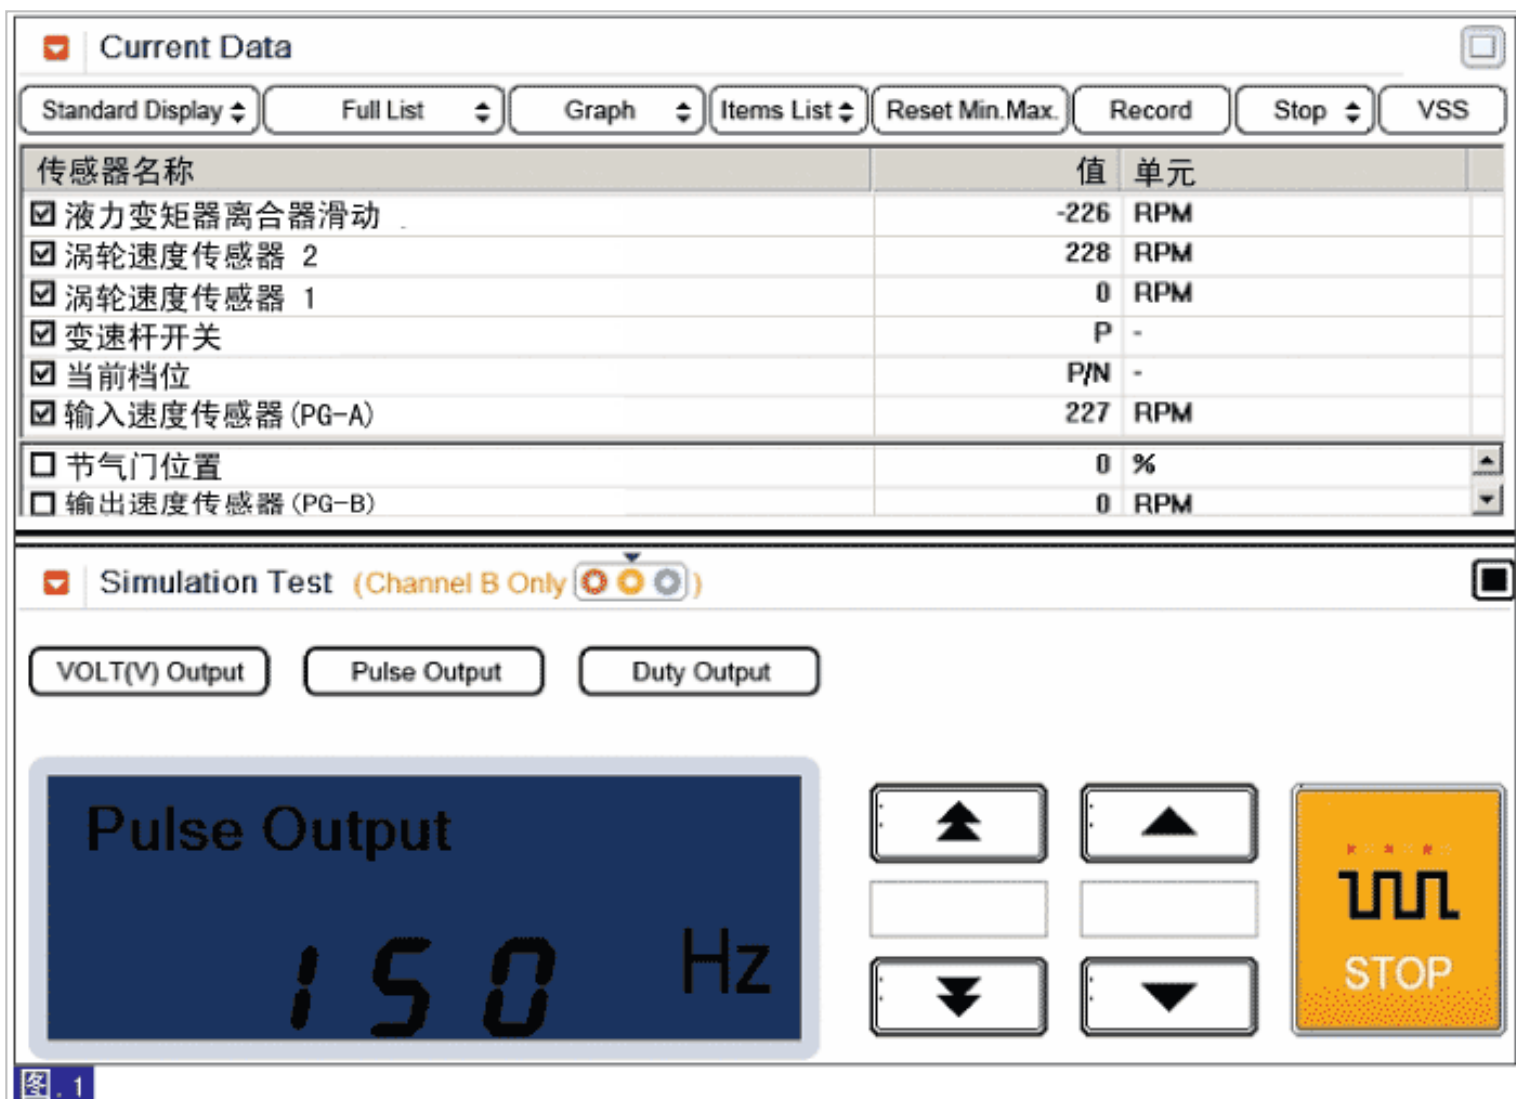 Current Data
Standard Display Full List Graph Items List Reset Min.Max. Record Stop VSS
传感器名称 值 单元
液力变矩器离合器滑动 -226 RPM
涡轮速度传感器 2 228 RPM
涡轮速度传感器 1 0 RPM
变速杆开关 P -
当前档位 P/N -
输入速度传感器(PG-A) 227 RPM
节气门位置 0 %
输出速度传感器(PG-B) 0 RPM
Simulation Test (Channel B Only )
VOLT(V) Output Pulse Output Duty Output
Pulse Output
150 Hz
STOP
图.1